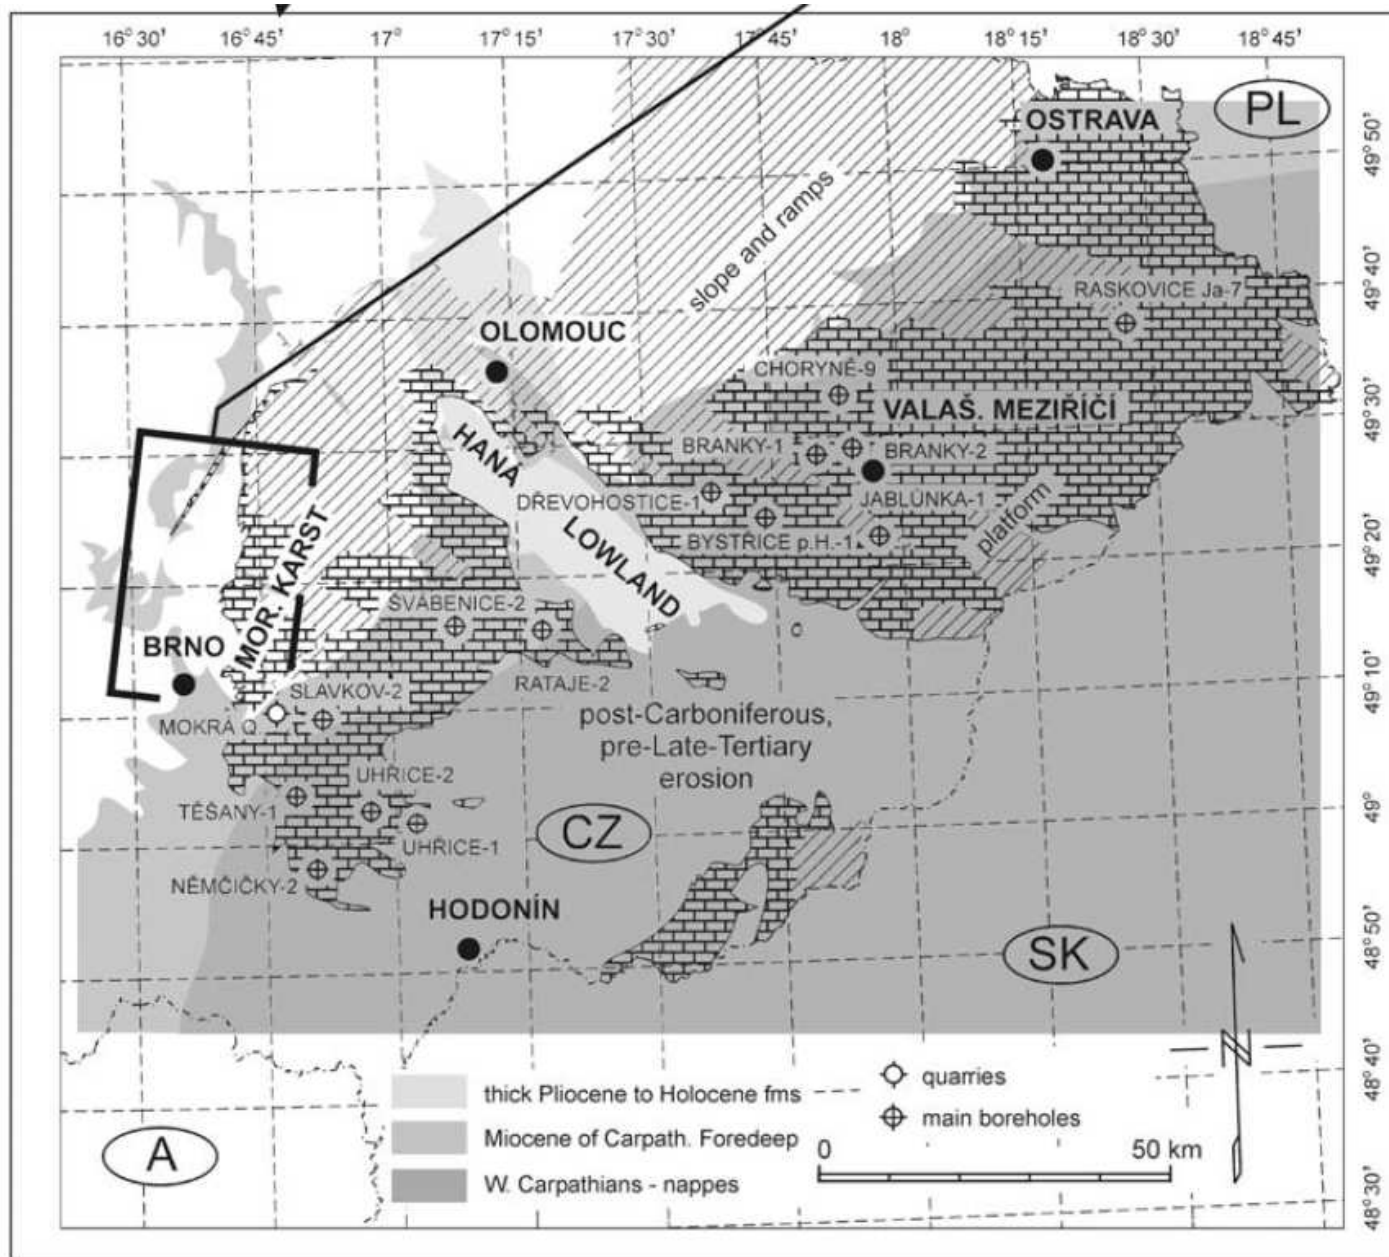 16° 30' 16° 45' 17° 17° 15' 17° 30' 17° 45' 18° 18° 15' 18° 30' 18° 45'
PL
OSTRAVA
49° 50'
slope and ramps
49° 40'
RASKOVICE Ja-7
OLOMOUC
CHORYNĚ-9
49° 30'
VALAŠ. MEZIŘÍČÍ
HANA
LOWLAND
BRANKY-1
BRANKY-2
DŘEVOHOSTICE-1
JABLŮNKA-1
BYSTŘICE p.H.-1
platform
49° 20'
MOR. KARST
ŠVÁBENICE-2
BRNO
RATAJE-2
49° 10'
SLAVKOV-2
MOKRÁ Q.
post-Carboniferous,
pre-Late-Tertiary
erosion
UHŘICE-2
TĚŠANY-1
49°
CZ
UHŘICE-1
NĚMČIČKY-2
HODONÍN
48° 50'
SK
48° 40'
N
thick Pliocene to Holocene fms
quarries
Miocene of Carpath. Foredeep
main boreholes
W. Carpathians - nappes
0 50 km
A
48° 30'